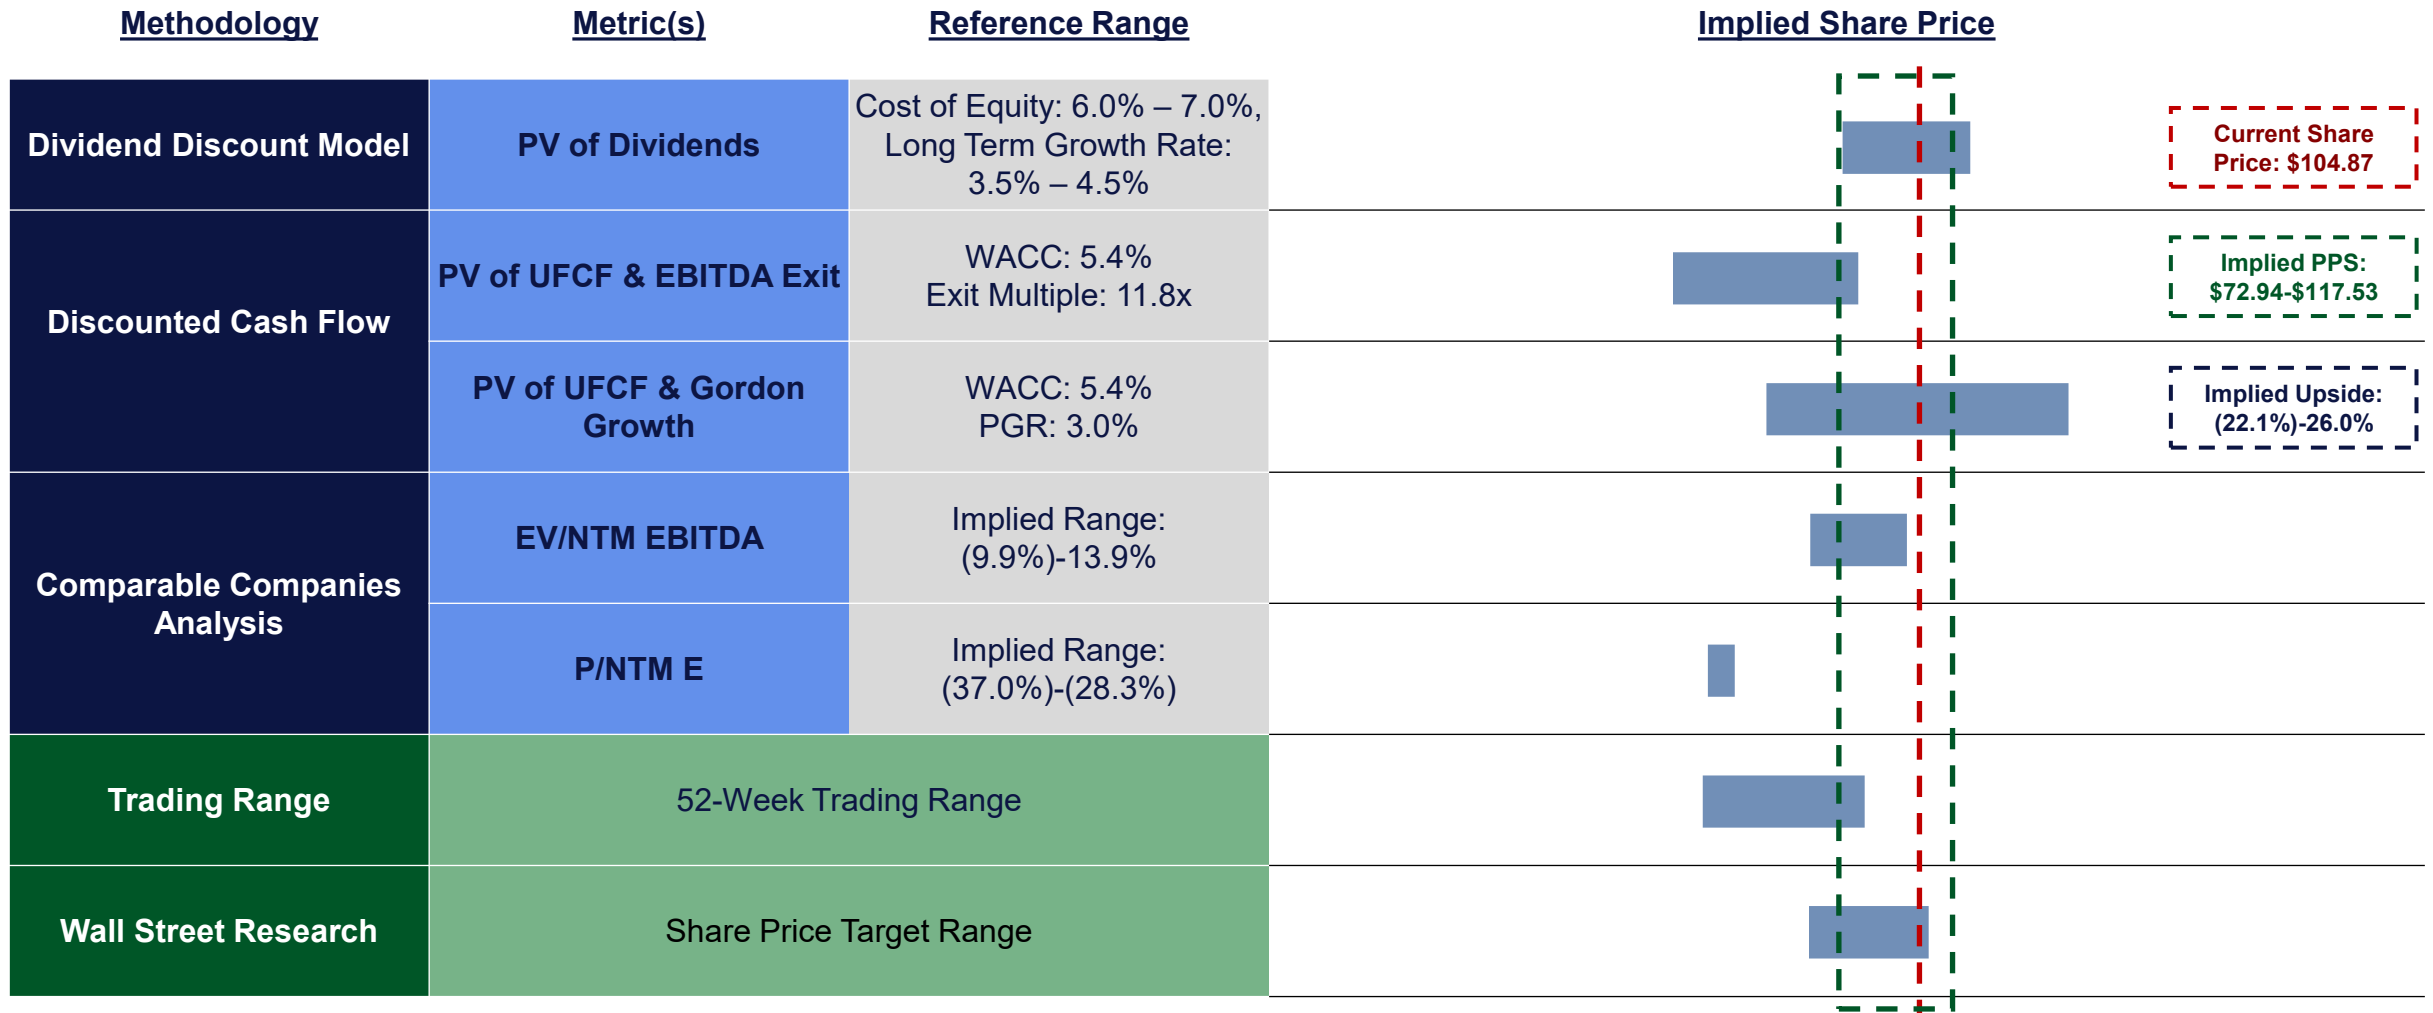 Methodology
Metric(s)
Reference Range
Implied Share Price
Dividend Discount Model
PV of Dividends
Cost of Equity: 6.0% – 7.0%,
Long Term Growth Rate:
3.5% – 4.5%
Current Share
Price: $104.87
Discounted Cash Flow
PV of UFCF & EBITDA Exit
WACC: 5.4%
Exit Multiple: 11.8x
Implied PPS:
$72.94-$117.53
PV of UFCF & Gordon
Growth
WACC: 5.4%
PGR: 3.0%
Implied Upside:
(22.1%)-26.0%
Comparable Companies
Analysis
EV/NTM EBITDA
Implied Range:
(9.9%)-13.9%
P/NTM E
Implied Range:
(37.0%)-(28.3%)
Trading Range
52-Week Trading Range
Wall Street Research
Share Price Target Range